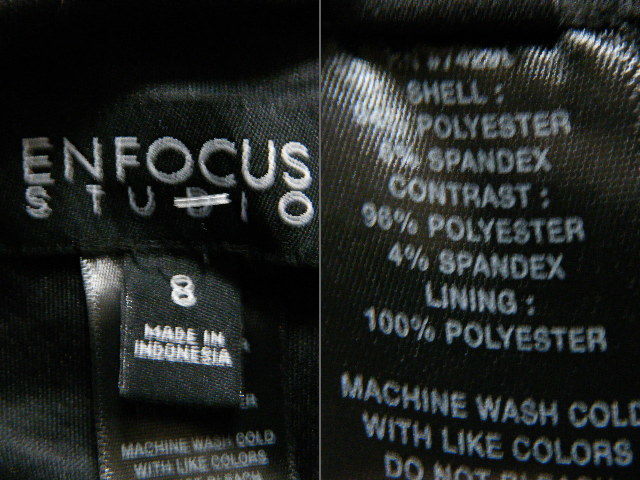 ENFOCUS
STUDIO
8
MADE IN
INDONESIA
MACHINE WASH COLD
WITH LIKE COLORS
SHELL :
POLYESTER
SPANDEX
CONTRAST :
96% POLYESTER
4% SPANDEX
LINING :
100% POLYESTER
MACHINE WASH COLD
WITH LIKE COLORS
DO NOT BLEACH